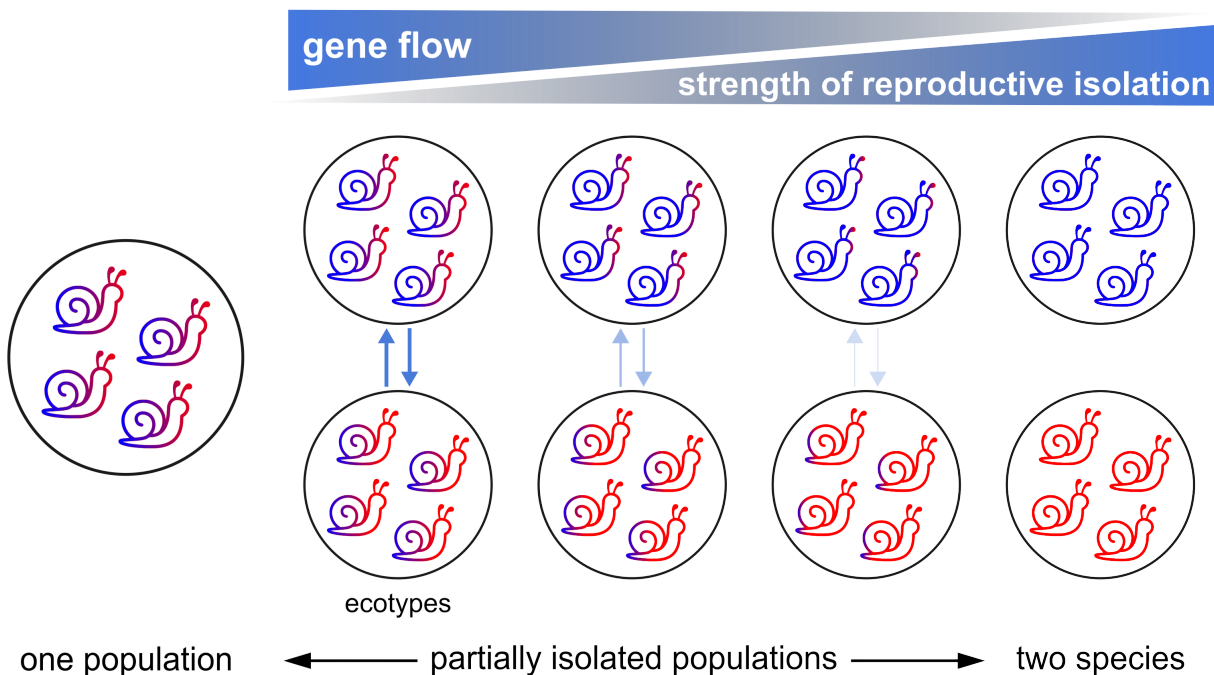 gene flow
strength of reproductive isolation
ecotypes
one population
partially isolated populations
two species